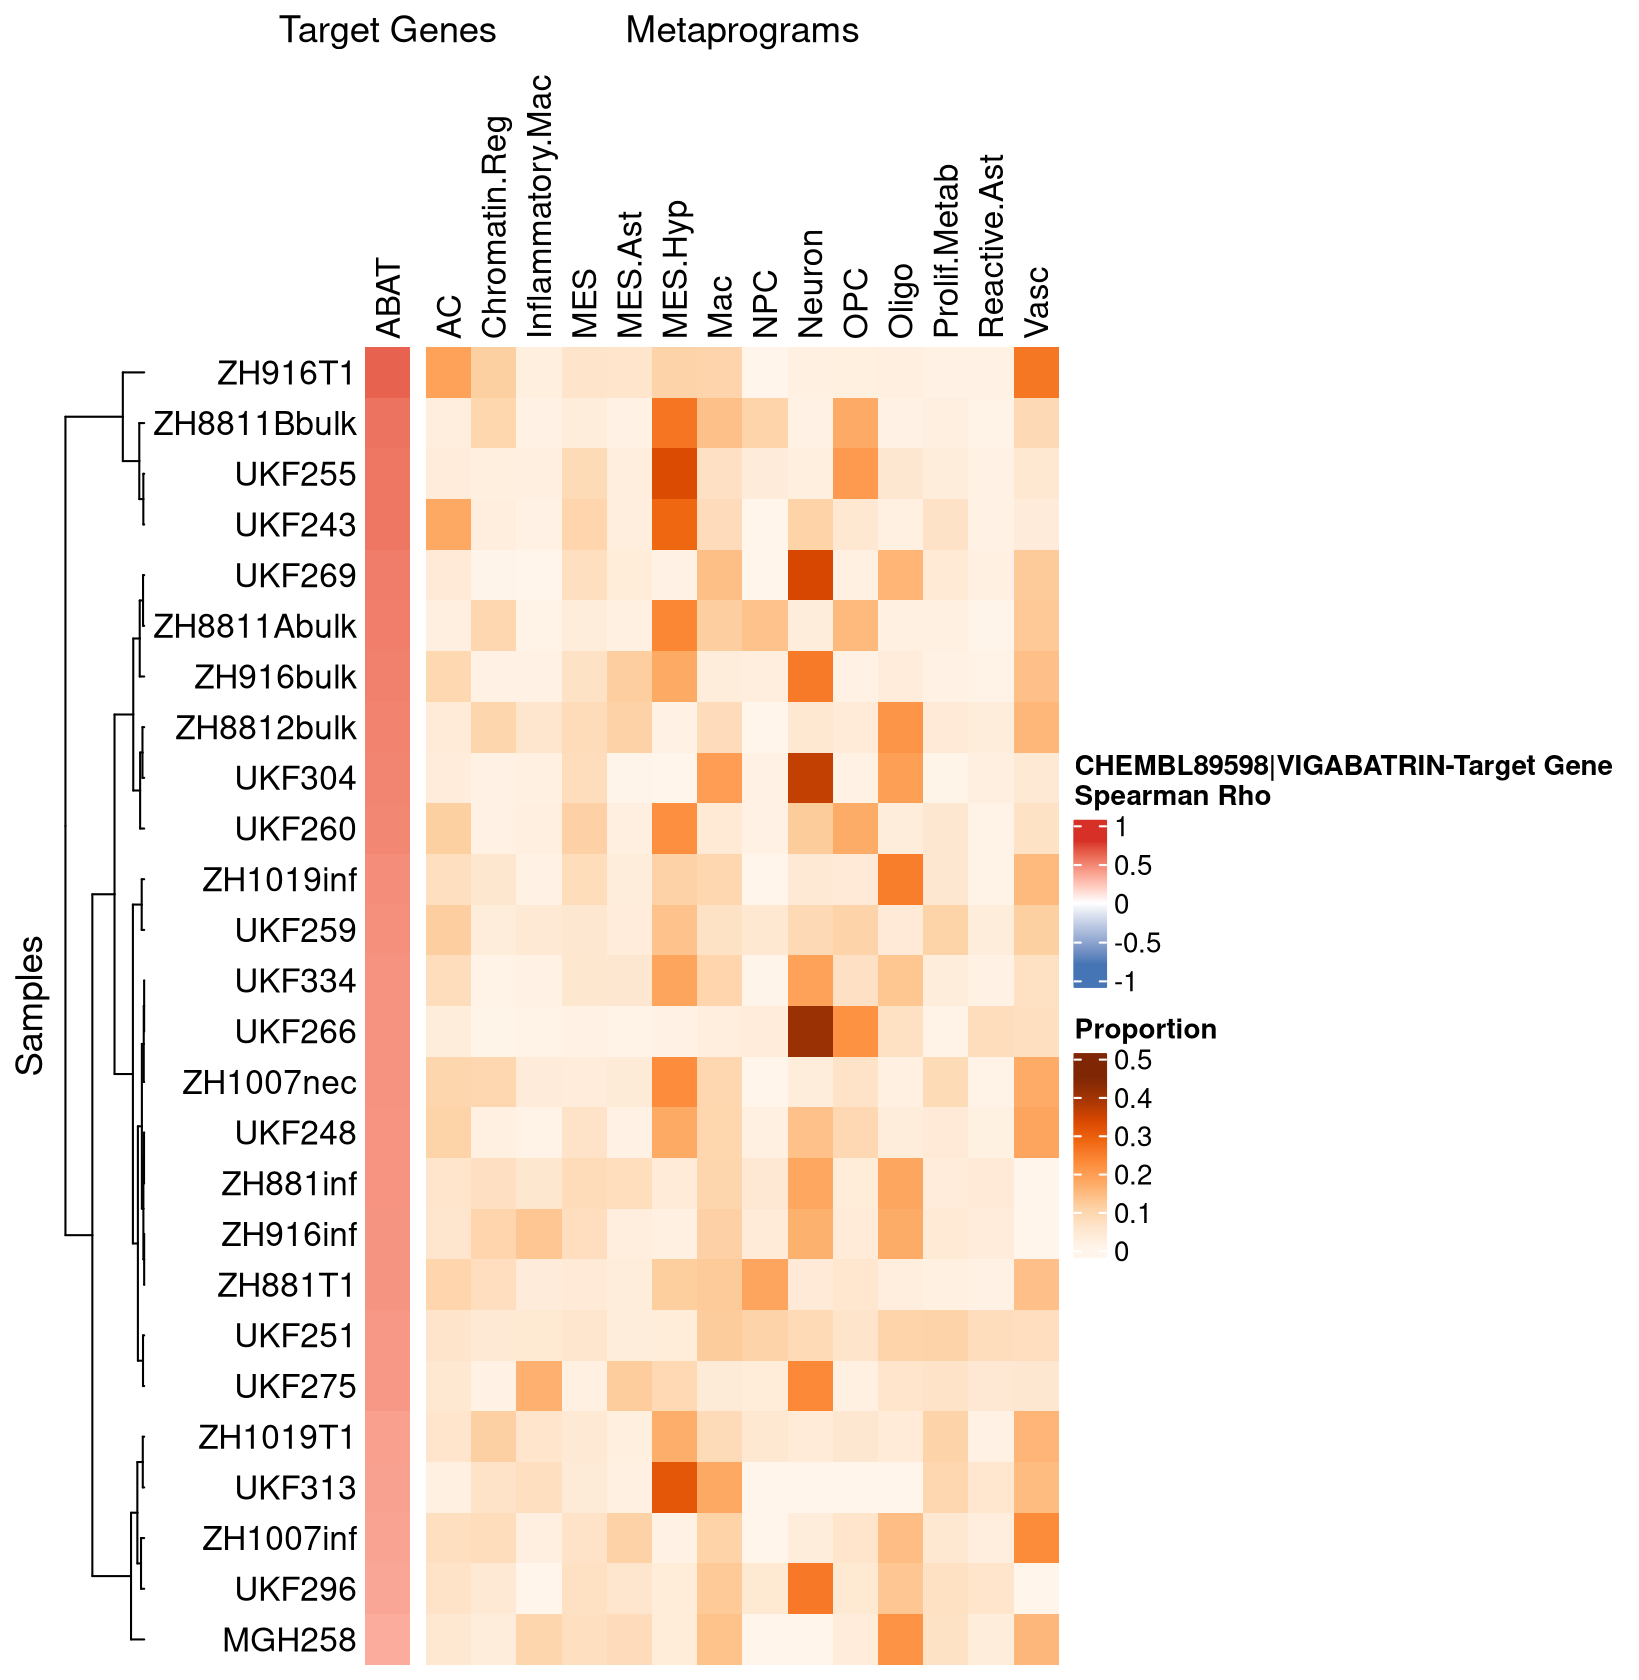 Target Genes
Metaprograms
ABAT
AC
Chromatin.Reg
Inflammatory.Mac
MES
MES.Ast
MES.Hyp
Mac
NPC
Neuron
OPC
Oligo
Prolif.Metab
Reactive.Ast
Vasc
Samples
ZH916T1
ZH8811Bbulk
UKF255
UKF243
UKF269
ZH8811Abulk
ZH916bulk
ZH8812bulk
UKF304
UKF260
ZH1019inf
UKF259
UKF334
UKF266
ZH1007nec
UKF248
ZH881inf
ZH916inf
ZH881T1
UKF251
UKF275
ZH1019T1
UKF313
ZH1007inf
UKF296
MGH258
CHEMBL89598|VIGABATRIN-Target Gene
Spearman Rho
1
0.5
0
-0.5
-1
Proportion
0.5
0.4
0.3
0.2
0.1
0